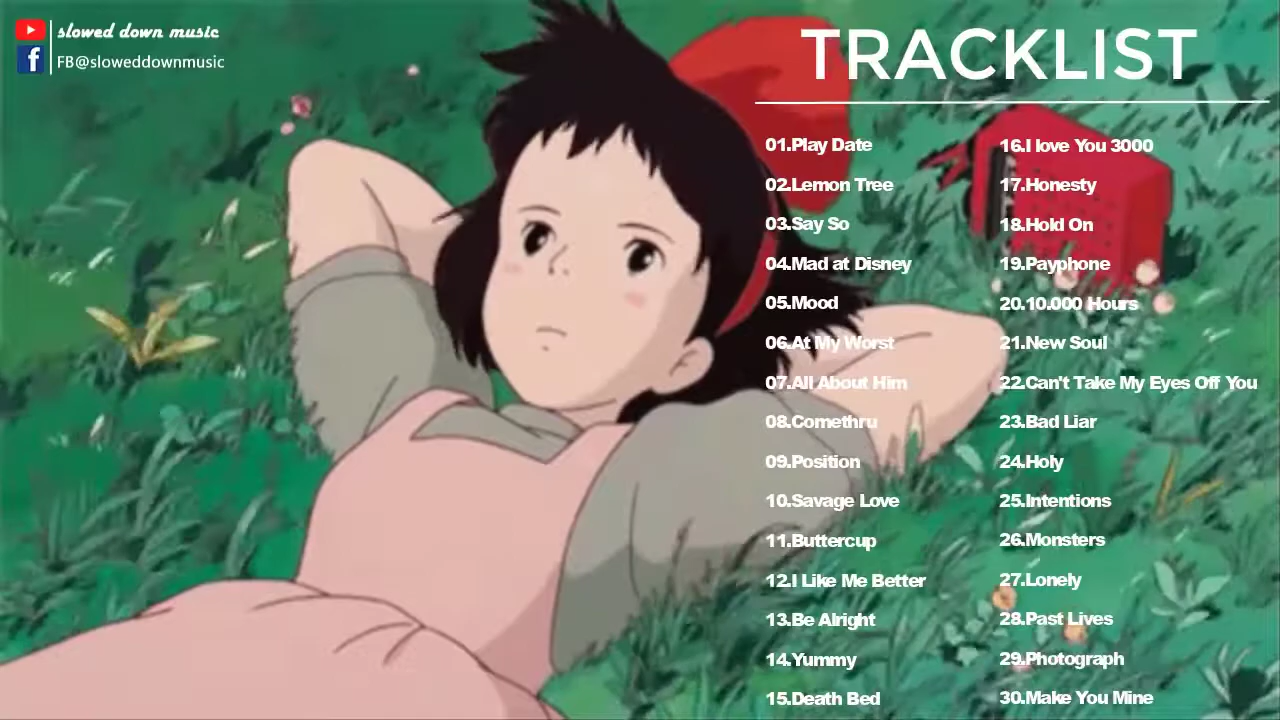 slowed down music
FB@sloweddownmusic
TRACKLIST
01.Play Date
02.Lemon Tree
03.Say So
04.Mad at Disney
05.Mood
06.At My Worst
07.All About Him
08.Comethru
09.Position
10.Savage Love
11.Buttercup
12.I Like Me Better
13.Be Alright
14.Yummy
15.Death Bed
16.I love You 3000
17.Honesty
18.Hold On
19.Payphone
20.10.000 Hours
21.New Soul
22.Can't Take My Eyes Off You
23.Bad Liar
24.Holy
25.Intentions
26.Monsters
27.Lonely
28.Past Lives
29.Photograph
30.Make You Mine